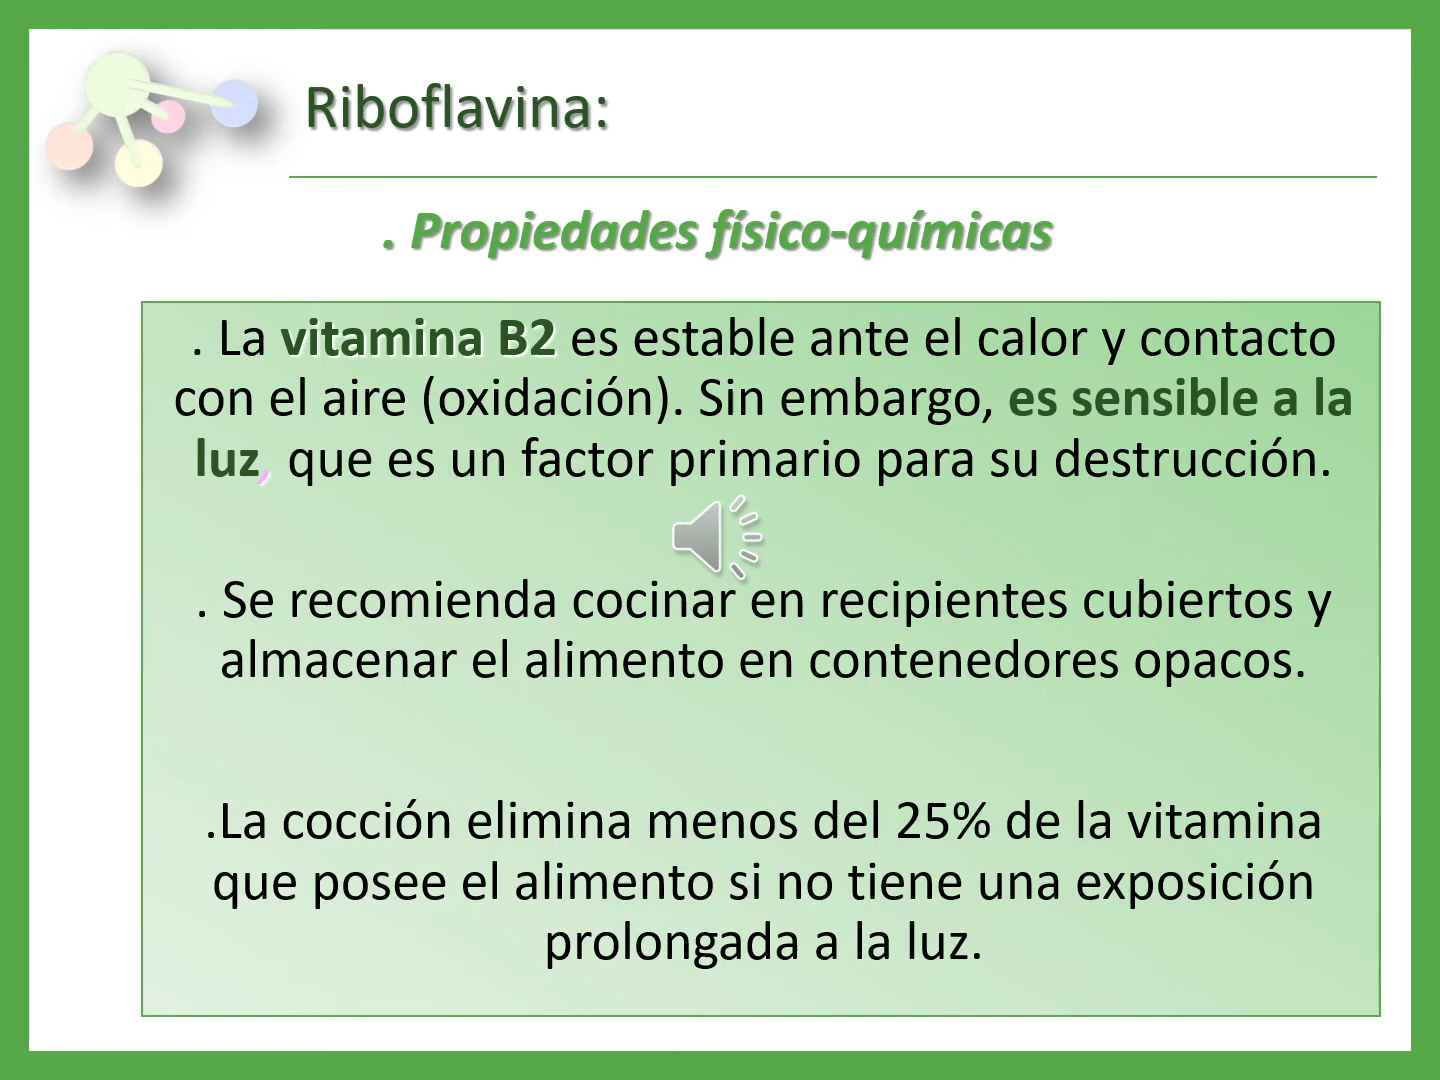 Riboflavina:
. Propiedades físico-químicas
. La vitamina B2 es estable ante el calor y contacto
con el aire (oxidación). Sin embargo, es sensible a la
luz, que es un factor primario para su destrucción.
. Se recomienda cocinar en recipientes cubiertos y
almacenar el alimento en contenedores opacos.
.La cocción elimina menos del 25% de la vitamina
que posee el alimento si no tiene una exposición
prolongada a la luz.